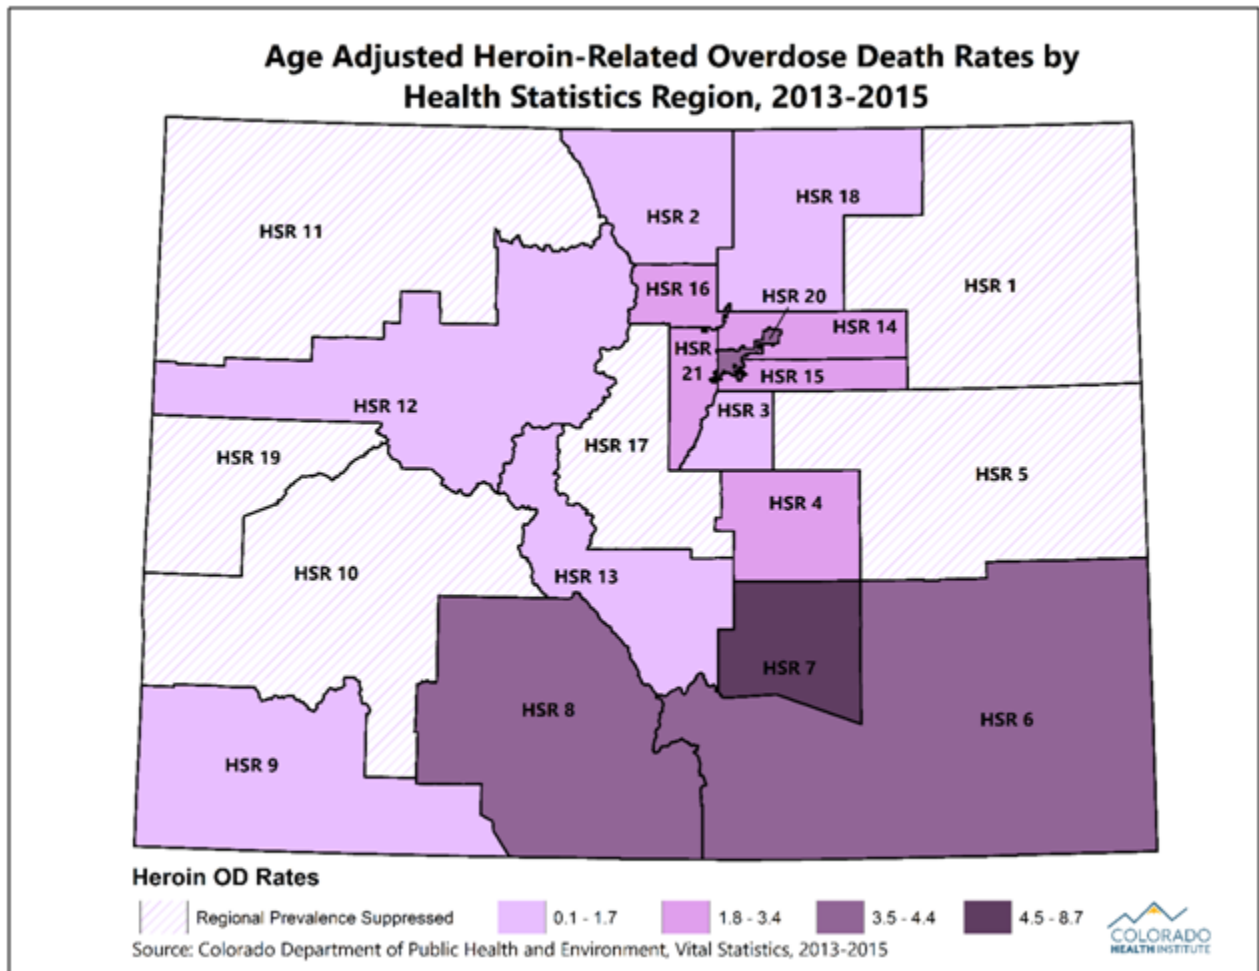 Age Adjusted Heroin-Related Overdose Death Rates by
Health Statistics Region, 2013-2015
HSR 11
HSR 2
HSR 18
HSR 1
HSR 16
HSR 20
HSR 14
HSR
21
HSR 15
HSR 12
HSR 3
HSR 17
HSR 19
HSR 5
HSR 4
HSR 10
HSR 13
HSR 7
HSR 8
HSR 6
HSR 9
Heroin OD Rates
Regional Prevalence Suppressed
0.1 - 1.7
1.8 - 3.4
3.5 - 4.4
4.5 - 8.7
Source: Colorado Department of Public Health and Environment, Vital Statistics, 2013-2015
COLORADO
HEALTH INSTITUTE